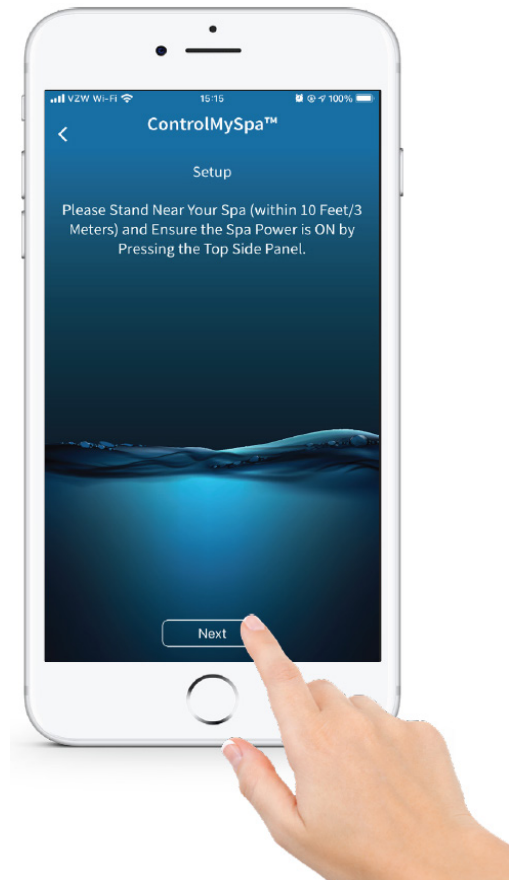 VZW Wi-Fi 15:15 100%
ControlMySpa™
Setup
Please Stand Near Your Spa (within 10 Feet/3
Meters) and Ensure the Spa Power is ON by
Pressing the Top Side Panel.
Next